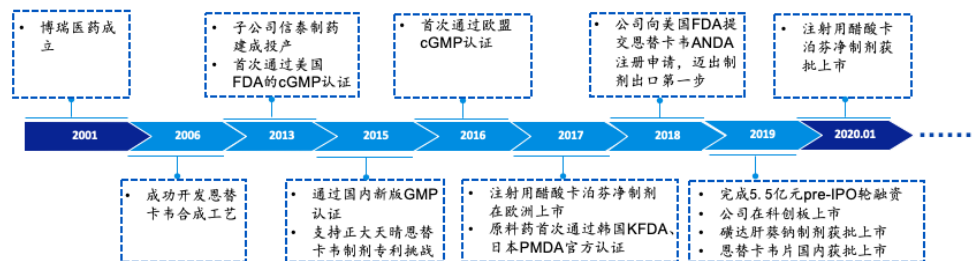 • 博瑞医药成
立
• 子公司信泰制药
建成投产
• 首次通过美国
FDA的cGMP认证
• 首次通过欧盟
cGMP认证
• 公司向美国FDA提
交恩替卡韦ANDA
注册申请，迈出制
剂出口第一步
• 注射用醋酸卡
泊芬净制剂获
批上市
2001
2006
2013
2015
2016
2017
2018
2019
2020.01
......
• 成功开发恩替
卡韦合成工艺
• 通过国内新版GMP
认证
• 支持正大天晴恩替
卡韦制剂专利挑战
• 注射用醋酸卡泊芬净制剂
在欧洲上市
• 原料药首次通过韩国KFDA、
日本PMDA官方认证
• 完成5.5亿元pre-IPO轮融资
• 公司在科创板上市
• 磺达肝葵钠制剂获批上市
• 恩替卡韦片国内获批上市